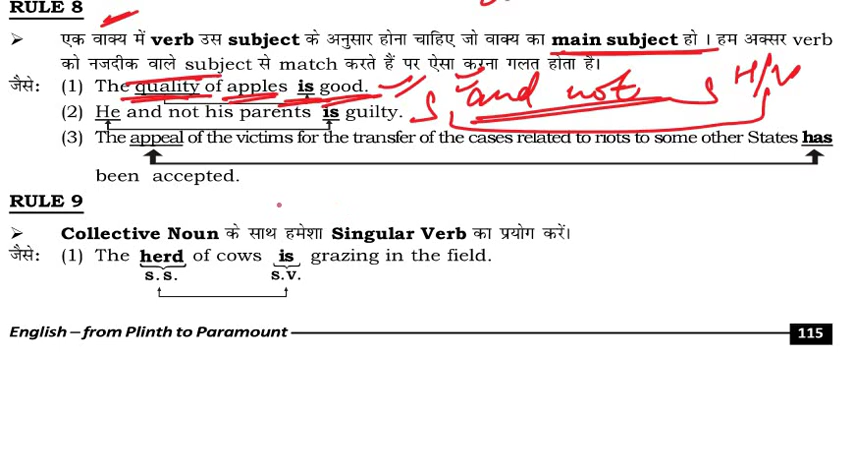 RULE 8
➤ एक वाक्य में verb उस subject के अनुसार होना चाहिए जो वाक्य का main subject हो । हम अक्सर verb
को नजदीक वाले subject से match करते हैं पर ऐसा करना गलत होता है।
जैसे: (1) The quality of apples is good.
S and not S H/V
(2) He and not his parents is guilty.
(3) The appeal of the victims for the transfer of the cases related to riots to some other States has
been accepted.
RULE 9
➤ Collective Noun के साथ हमेशा Singular Verb का प्रयोग करें।
जैसे: (1) The herd of cows is grazing in the field.
s.s. s.v.
English – from Plinth to Paramount 115